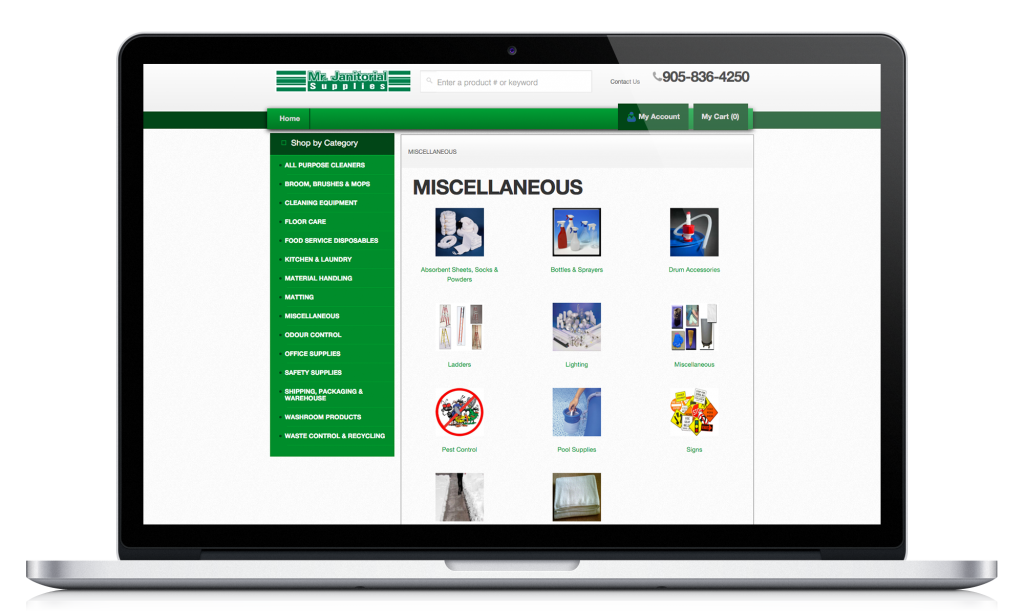 Mr. Janitorial
Supplies
Enter a product # or keyword
Contact Us
905-836-4250
Home
My Account
My Cart (0)
Shop by Category
ALL PURPOSE CLEANERS
BROOM, BRUSHES & MOPS
CLEANING EQUIPMENT
FLOOR CARE
FOOD SERVICE DISPOSABLES
KITCHEN & LAUNDRY
MATERIAL HANDLING
MATTING
MISCELLANEOUS
ODOUR CONTROL
OFFICE SUPPLIES
SAFETY SUPPLIES
SHIPPING, PACKAGING &
WAREHOUSE
WASHROOM PRODUCTS
WASTE CONTROL & RECYCLING
MISCELLANEOUS
MISCELLANEOUS
Absorbent Sheets, Socks &
Powders
Bottles & Sprayers
Drum Accessories
Ladders
Lighting
Miscellaneous
Pest Control
Pool Supplies
Signs